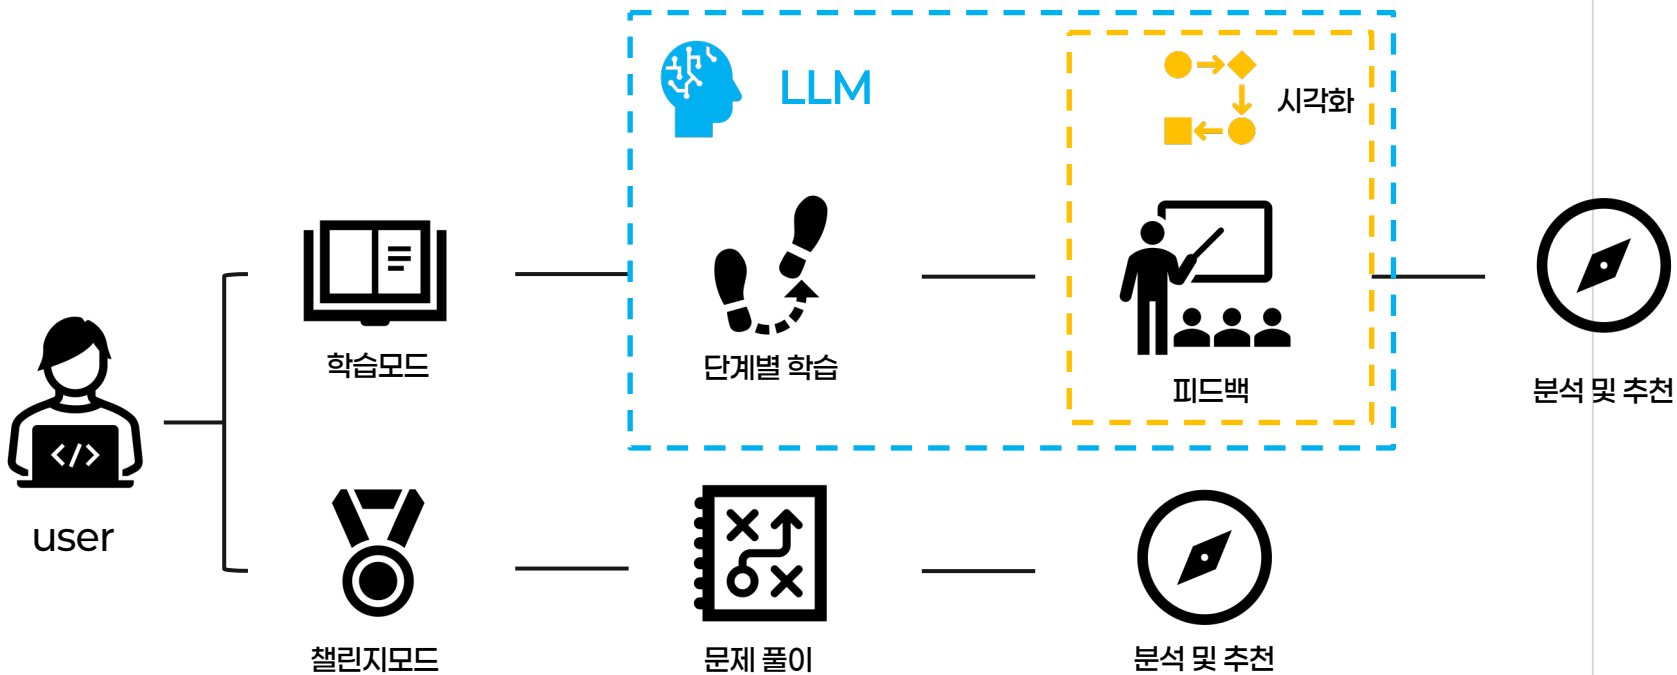 LLM
시각화
학습모드
단계별 학습
피드백
분석 및 추천
</>
user
챌린지모드
문제 풀이
분석 및 추천